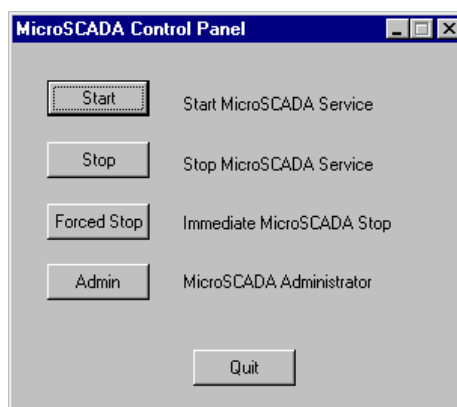 MicroSCADA Control Panel
Start Start MicroSCADA Service
Stop Stop MicroSCADA Service
Forced Stop Immediate MicroSCADA Stop
Admin MicroSCADA Administrator
Quit